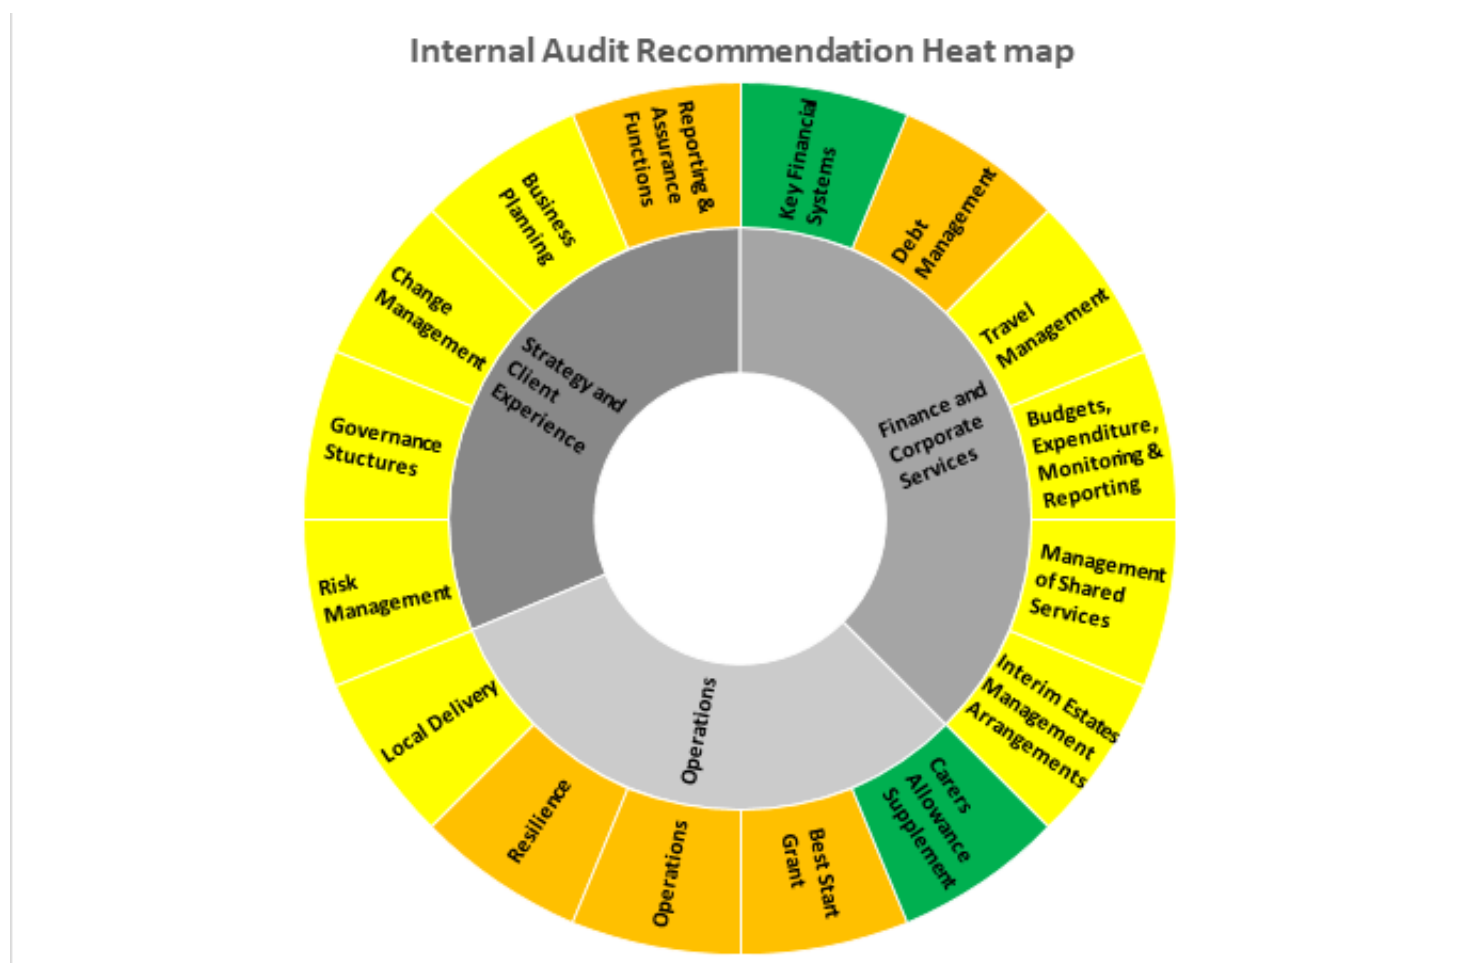 Internal Audit Recommendation Heat map
Key Financial
Systems
Debt
Management
Travel
Management
Budgets,
Expenditure,
Monitoring &
Reporting
Management
of Shared
Services
Interim Estates
Management
Arrangements
Carers
Allowance
Supplement
Best Start
Grant
Operations
Resilience
Local Delivery
Risk
Management
Governance
Stuctures
Change
Management
Business
Planning
Reporting &
Assurance
Functions
Finance and
Corporate
Services
Operations
Strategy and
Client
Experience